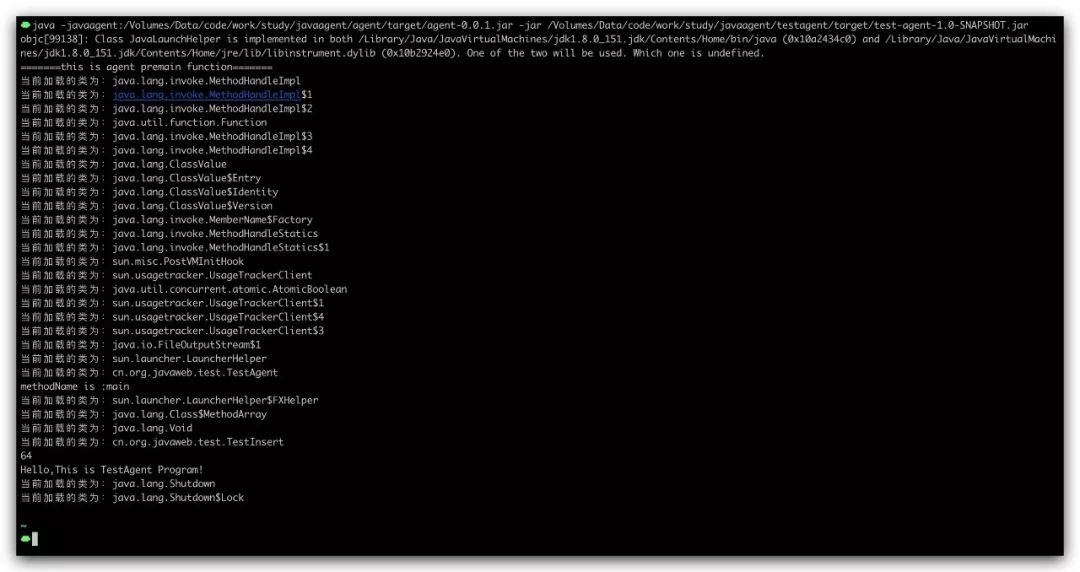 java -javaagent:/Volumes/Data/code/work/study/javaagent/agent/target/agent-0.0.1.jar -jar /Volumes/Data/code/work/study/javaagent/testagent/target/test-agent-1.0-SNAPSHOT.jar
objc[99138]: Class JavaLaunchHelper is implemented in both /Library/Java/JavaVirtualMachines/jdk1.8.0_151.jdk/Contents/Home/bin/java (0x10a2434c0) and /Library/Java/JavaVirtualMachi
nes/jdk1.8.0_151.jdk/Contents/Home/jre/lib/libinstrument.dylib (0x10b2924e0). One of the two will be used. Which one is undefined.
=======this is agent premain function=======
当前加载的类为：java.lang.invoke.MethodHandleImpl
当前加载的类为：java.lang.invoke.MethodHandleImpl$1
当前加载的类为：java.lang.invoke.MethodHandleImpl$2
当前加载的类为：java.util.function.Function
当前加载的类为：java.lang.invoke.MethodHandleImpl$3
当前加载的类为：java.lang.invoke.MethodHandleImpl$4
当前加载的类为：java.lang.ClassValue
当前加载的类为：java.lang.ClassValue$Entry
当前加载的类为：java.lang.ClassValue$Identity
当前加载的类为：java.lang.ClassValue$Version
当前加载的类为：java.lang.invoke.MemberName$Factory
当前加载的类为：java.lang.invoke.MethodHandleStatics
当前加载的类为：java.lang.invoke.MethodHandleStatics$1
当前加载的类为：sun.misc.PostVMInitHook
当前加载的类为：sun.usagetracker.UsageTrackerClient
当前加载的类为：java.util.concurrent.atomic.AtomicBoolean
当前加载的类为：sun.usagetracker.UsageTrackerClient$1
当前加载的类为：sun.usagetracker.UsageTrackerClient$4
当前加载的类为：sun.usagetracker.UsageTrackerClient$3
当前加载的类为：java.io.FileOutputStream$1
当前加载的类为：sun.launcher.LauncherHelper
当前加载的类为：cn.org.javaweb.test.TestAgent
methodName is :main
当前加载的类为：sun.launcher.LauncherHelper$FXHelper
当前加载的类为：java.lang.Class$MethodArray
当前加载的类为：java.lang.Void
当前加载的类为：cn.org.javaweb.test.TestInsert
64
Hello,This is TestAgent Program!
当前加载的类为：java.lang.Shutdown
当前加载的类为：java.lang.Shutdown$Lock
~